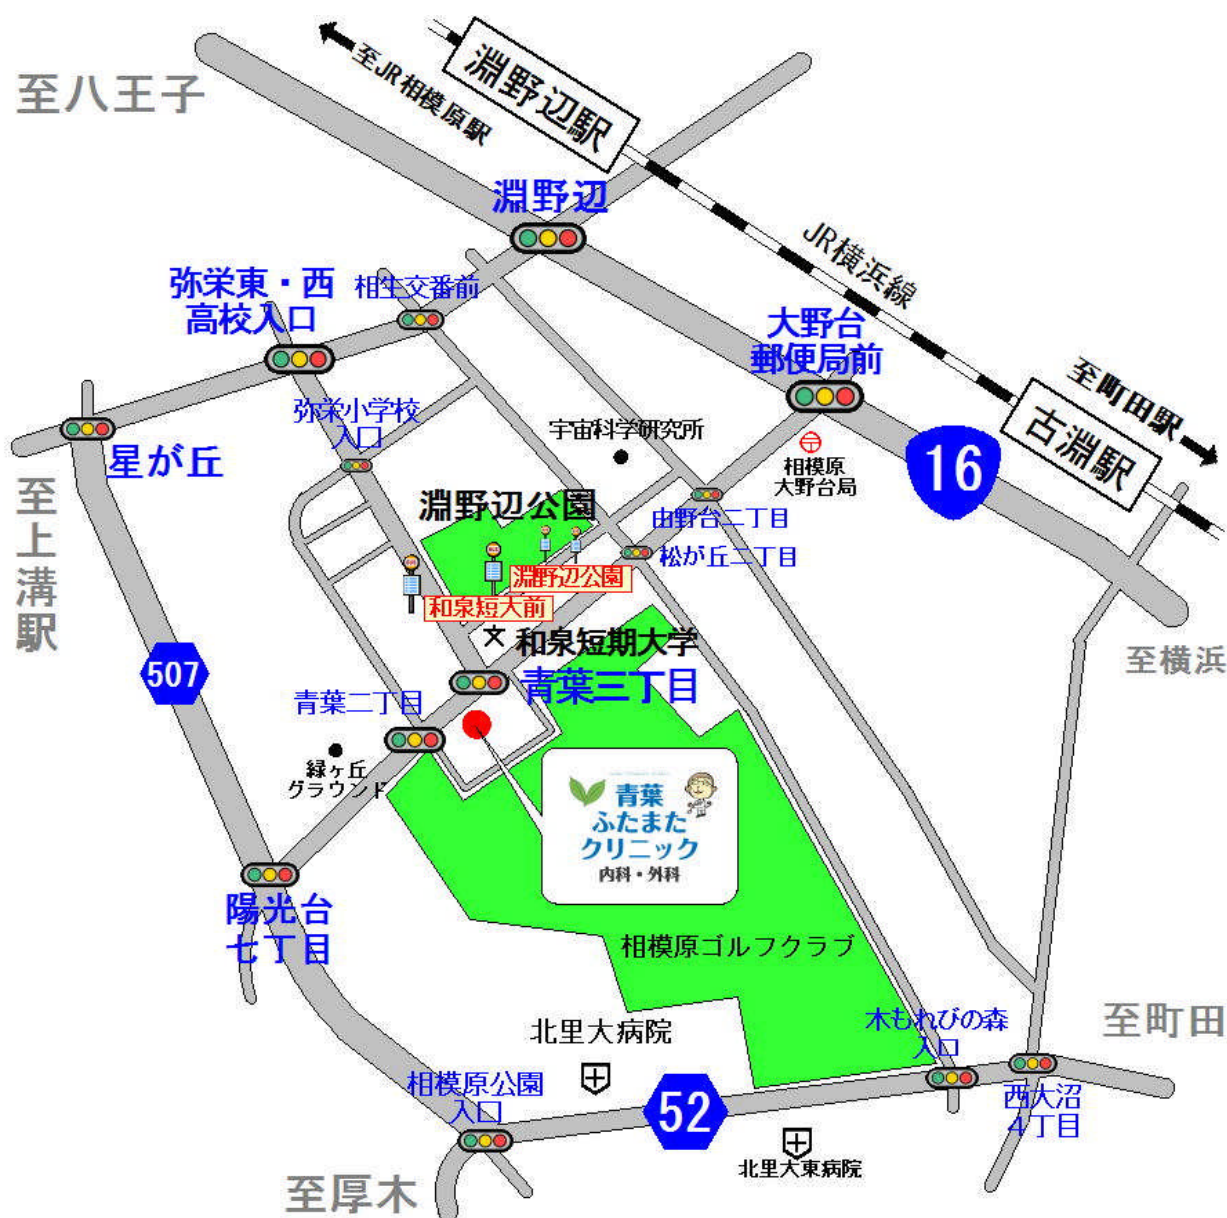 至八王子
至JR相模原駅
淵野辺駅
淵野辺
JR横浜線
弥栄東・西
高校入口
相生交番前
大野台
郵便局前
至町田駅
古淵駅
弥栄小学校
入口
宇宙科学研究所
星が丘
相模原
大野台局
16
至上溝駅
淵野辺公園
由野台二丁目
松が丘二丁目
BUS
BUS
淵野辺公園
和泉短大前
和泉短期大学
至横浜
507
青葉二丁目
青葉三丁目
緑ヶ丘
グラウンド
青葉
ふたまた
クリニック
内科・外科
陽光台
七丁目
相模原ゴルフクラブ
木もれびの森
入口
至町田
北里大病院
相模原公園
入口
52
西大沼
4丁目
北里大東病院
至厚木